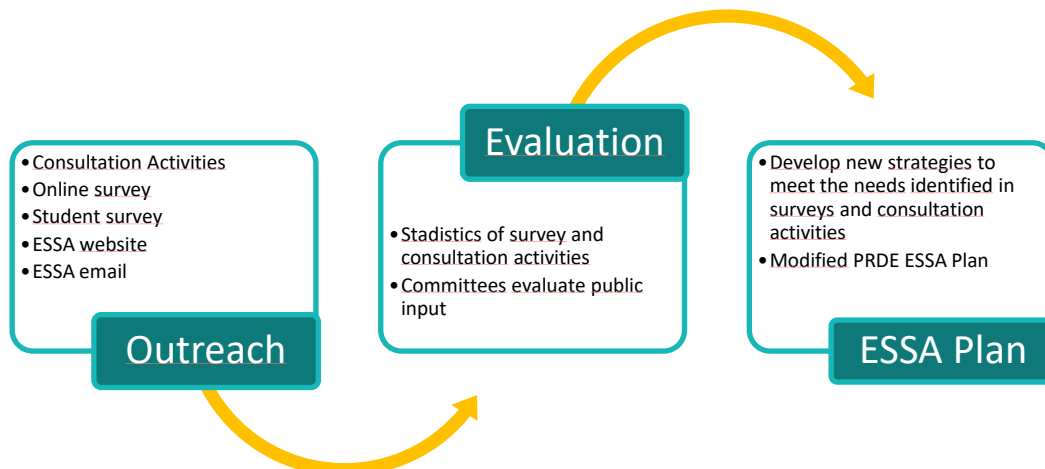 • Consultation Activities
• Online survey
• Student survey
• ESSA website
• ESSA email
Outreach
Evaluation
• Stadistics of survey and
consultation activities
• Committees evaluate public
input
• Develop new strategies to
meet the needs identified in
surveys and consultation
activities
• Modified PRDE ESSA Plan
ESSA Plan